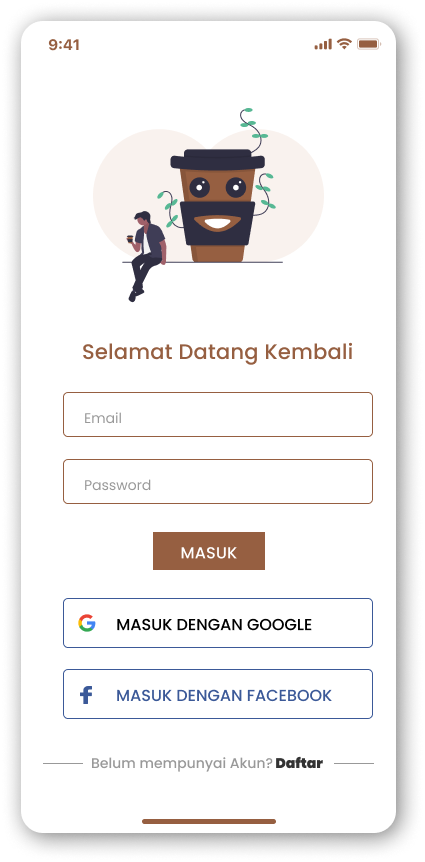 9:41
Selamat Datang Kembali
Email
Password
MASUK
MASUK DENGAN GOOGLE
MASUK DENGAN FACEBOOK
Belum mempunyai Akun? Daftar